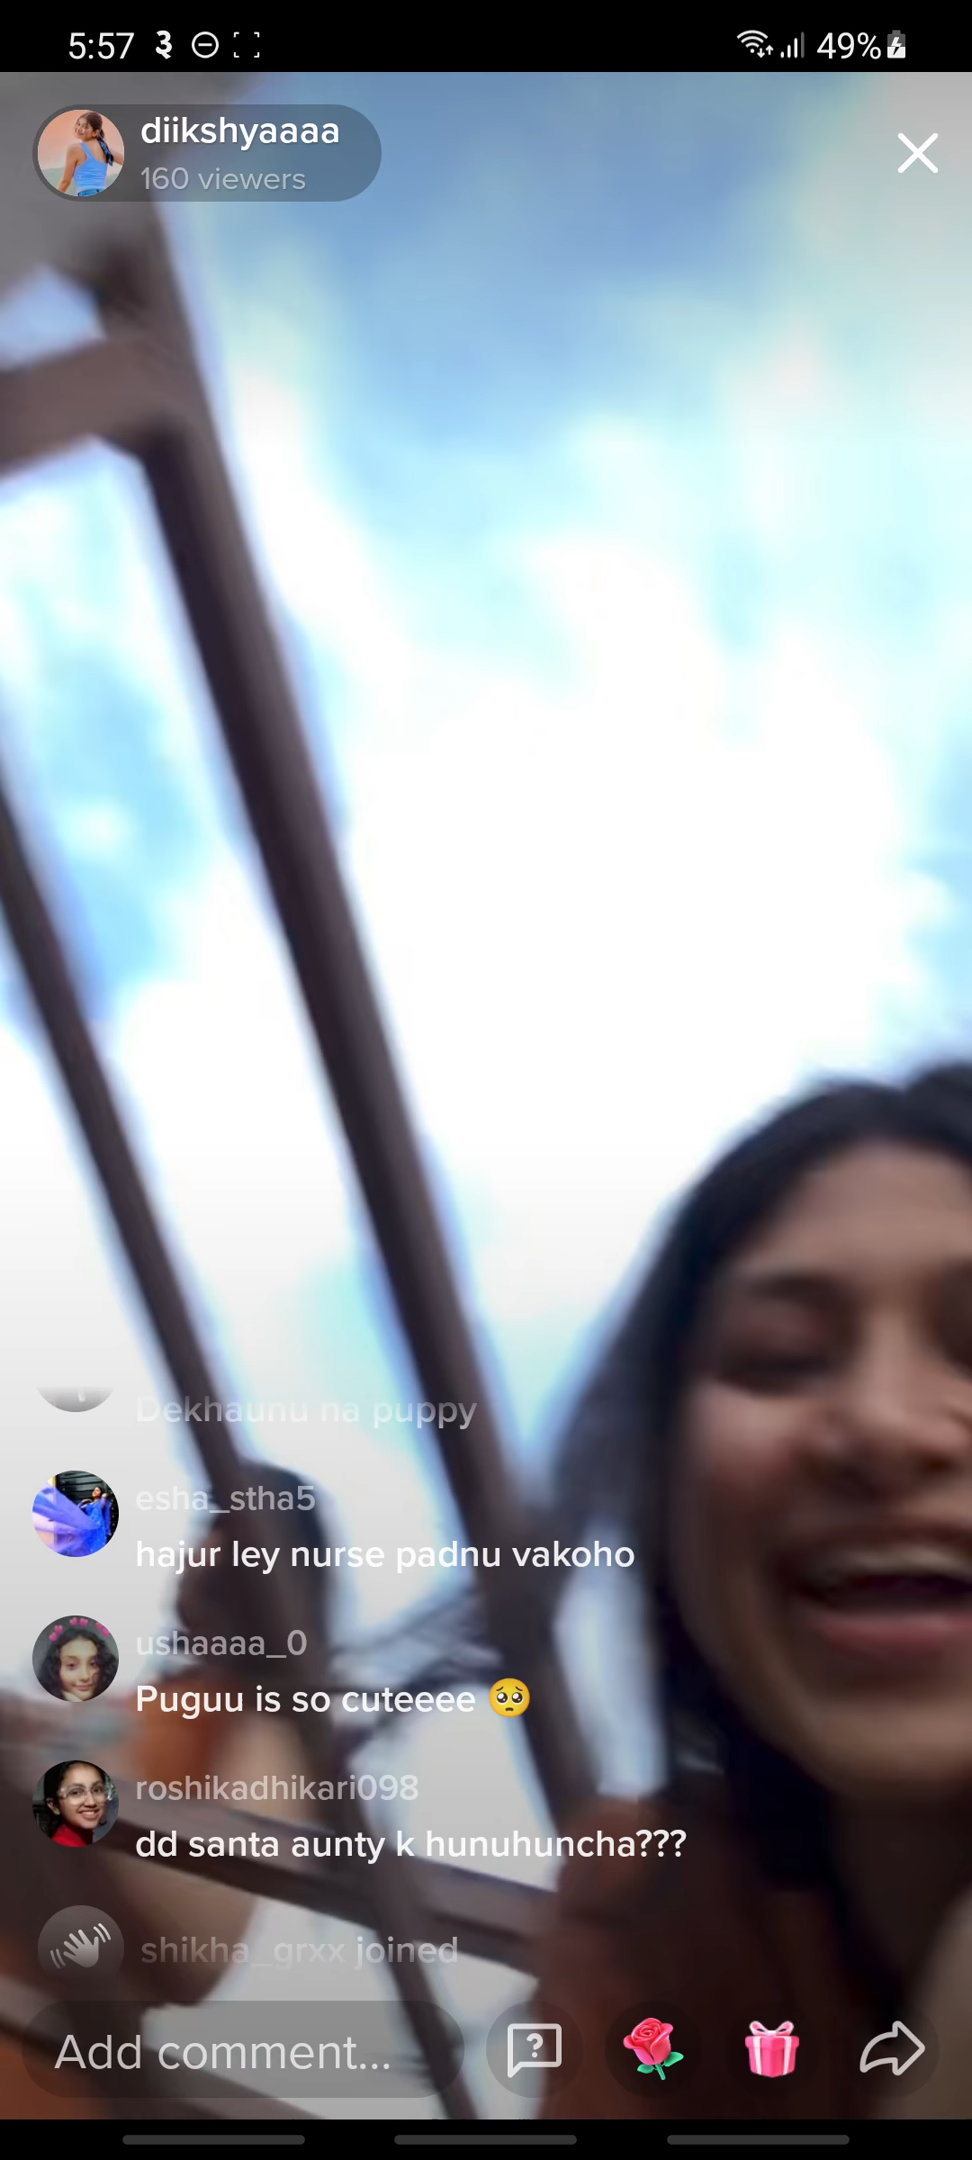 5:57 ३
49%
diikshyaaaa
160 viewers
Dekhaunu na puppy
esha_stha5
hajur ley nurse padnu vakoho
ushaaaa_0
Puguu is so cuteeee 🥺
roshikadhikari098
dd santa aunty k hunuhuncha???
shikha_grxx joined
Add comment...